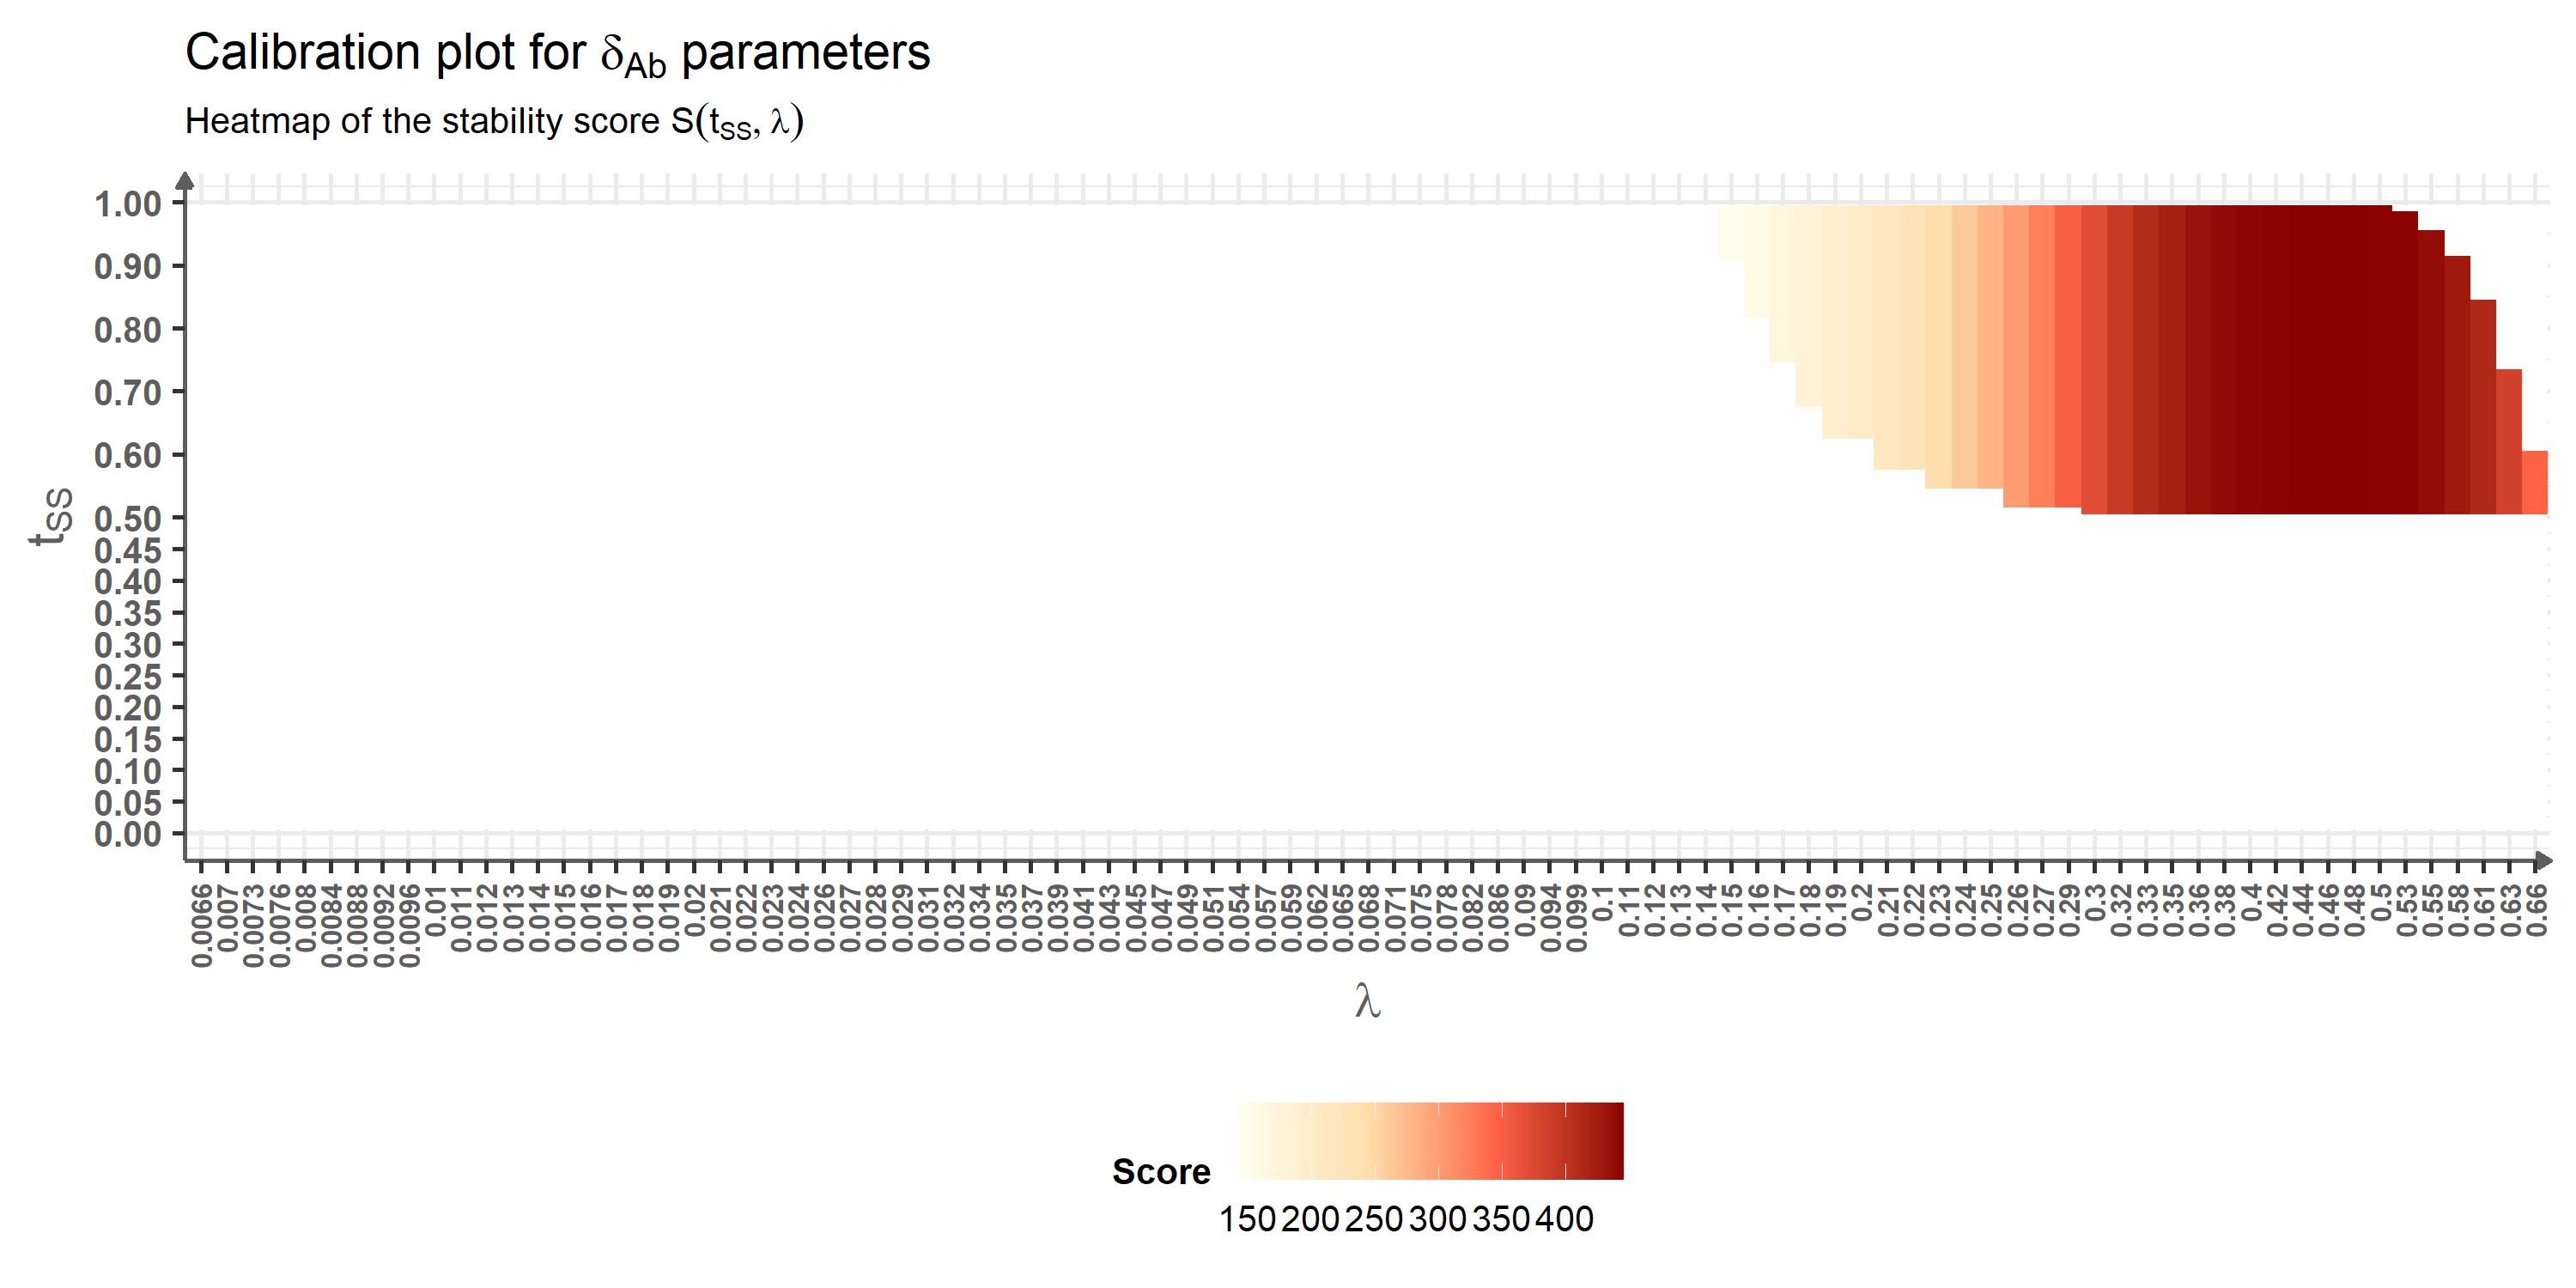 Calibration plot for δAb parameters
Heatmap of the stability score S(tSS, λ)
1.00
0.90
0.80
0.70
0.60
0.50
0.45
0.40
0.35
0.30
0.25
0.20
0.15
0.10
0.05
0.00
tSS
0.0066 0.007 0.0073 0.0076 0.008 0.0084 0.0088 0.0092 0.0096 0.01 0.011 0.012 0.013 0.014 0.015 0.016 0.017 0.018 0.019 0.02 0.021 0.022 0.023 0.024 0.026 0.027 0.028 0.029 0.031 0.032 0.034 0.035 0.037 0.039 0.041 0.043 0.045 0.047 0.049 0.051 0.054 0.057 0.059 0.062 0.065 0.068 0.071 0.075 0.078 0.082 0.086 0.09 0.094 0.099 0.1 0.11 0.12 0.13 0.14 0.15 0.16 0.17 0.18 0.19 0.2 0.21 0.22 0.23 0.24 0.25 0.26 0.27 0.29 0.3 0.32 0.33 0.35 0.36 0.38 0.4 0.42 0.44 0.46 0.48 0.5 0.53 0.55 0.58 0.61 0.63 0.66
λ
Score
150 200 250 300 350 400